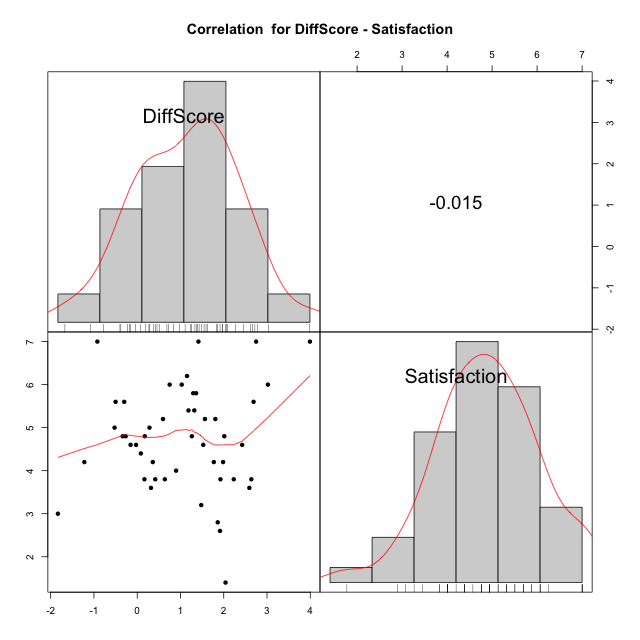 Correlation  for DiffScore - Satisfaction
2 3 4 5 6 7
DiffScore
-0.015
4
3
2
1
0
-1
-2
7
6
5
4
3
2
Satisfaction
-2 -1 0 1 2 3 4